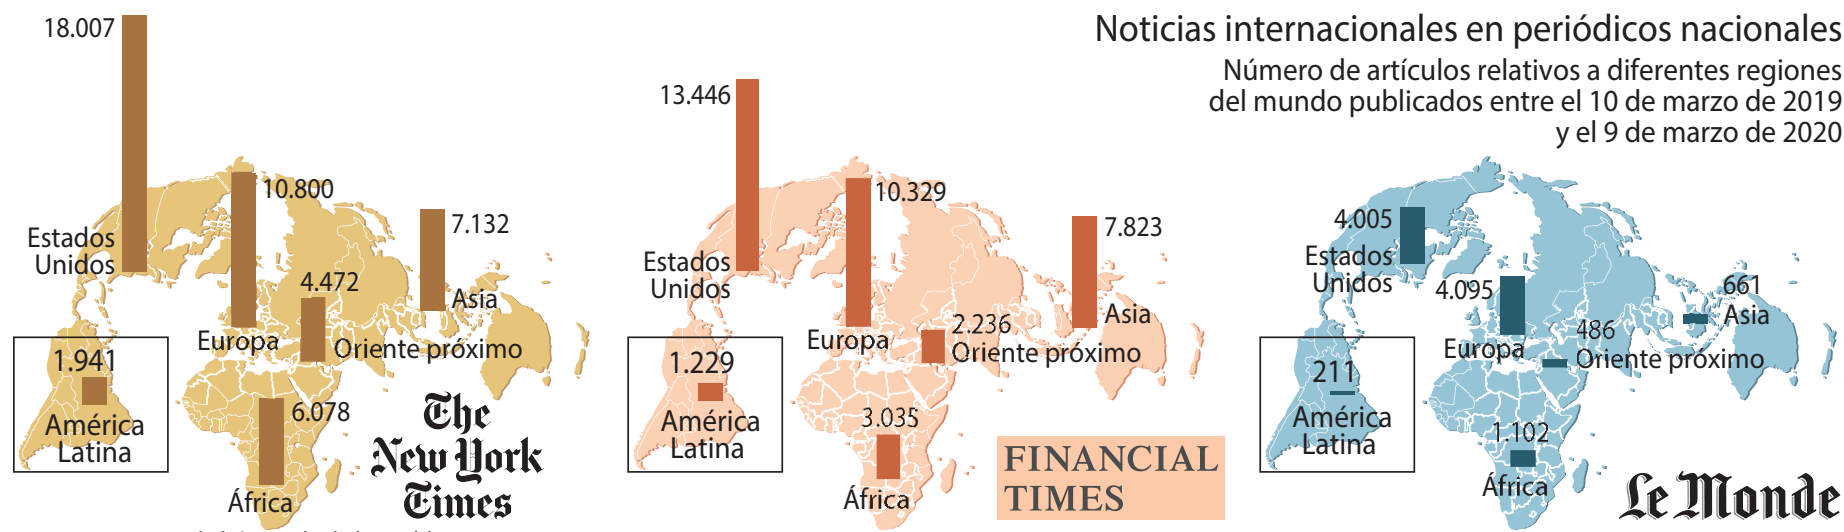 Noticias internacionales en periódicos nacionales
Número de artículos relativos a diferentes regiones
del mundo publicados entre el 10 de marzo de 2019
y el 9 de marzo de 2020
18.007
Estados
Unidos
10.800
Europa
4.472
Oriente próximo
7.132
Asia
1.941
América
Latina
6.078
África
The
New York
Times
13.446
Estados
Unidos
10.329
Europa
2.236
Oriente próximo
7.823
Asia
1.229
América
Latina
3.035
África
FINANCIAL
TIMES
4.005
Estados
Unidos
4.095
Europa
486
Oriente próximo
661
Asia
211
América
Latina
1.102
África
Le Monde